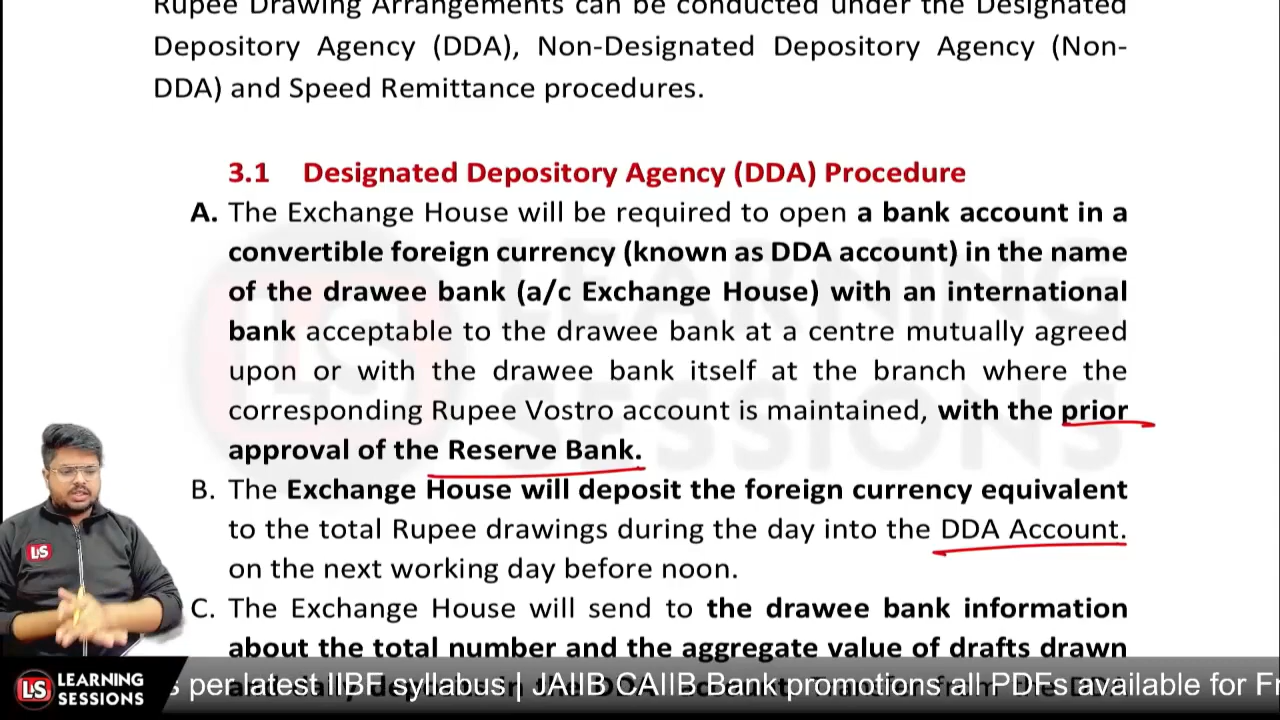 Rupee Drawing Arrangements can be conducted under the Designated
Depository Agency (DDA), Non-Designated Depository Agency (Non-
DDA) and Speed Remittance procedures.
3.1 Designated Depository Agency (DDA) Procedure
A. The Exchange House will be required to open a bank account in a
convertible foreign currency (known as DDA account) in the name
of the drawee bank (a/c Exchange House) with an international
bank acceptable to the drawee bank at a centre mutually agreed
upon or with the drawee bank itself at the branch where the
corresponding Rupee Vostro account is maintained, with the prior
approval of the Reserve Bank.
B. The Exchange House will deposit the foreign currency equivalent
to the total Rupee drawings during the day into the DDA Account.
on the next working day before noon.
C. The Exchange House will send to the drawee bank information
about the total number and the aggregate value of drafts drawn
LS LEARNING SESSIONS
LS
LS LEARNING
SESSIONS
s per latest iIBF syllabus | JAIIB CAIIB Bank promotions all PDFs available for Fr